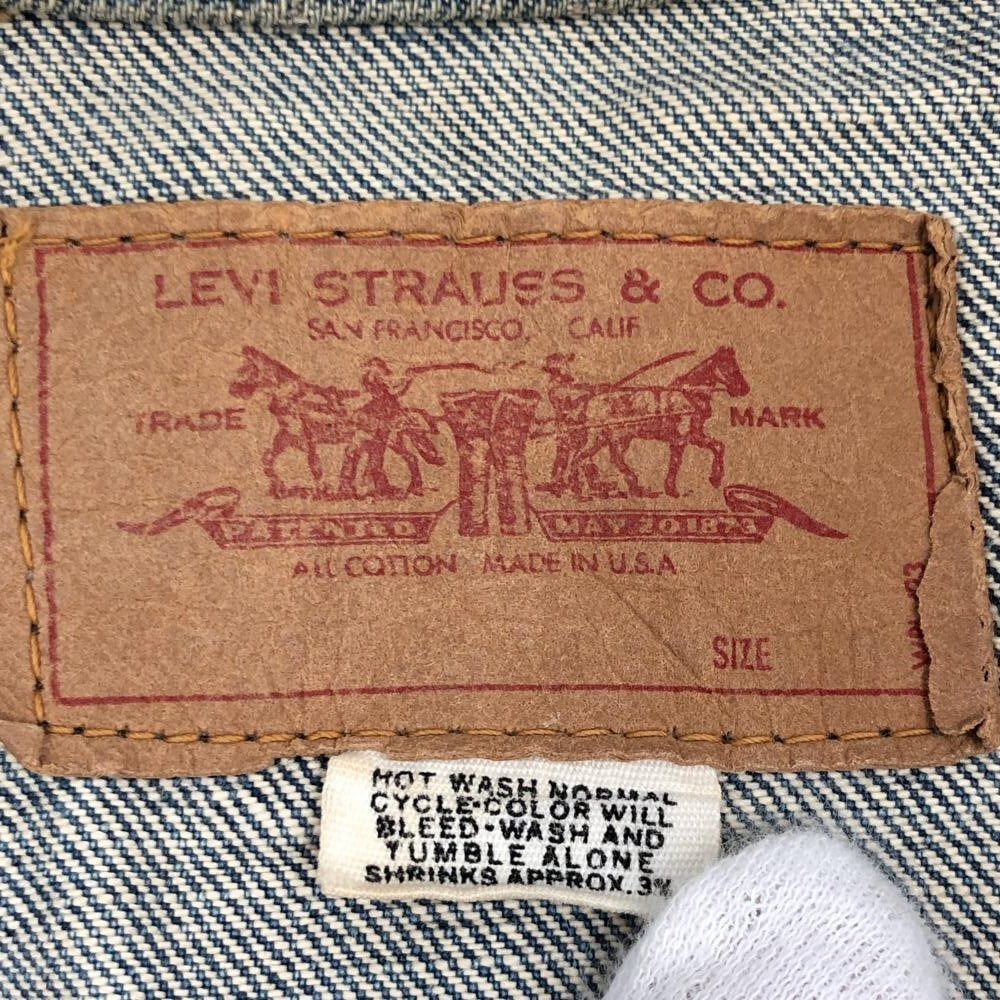 LEVI STRAUSS & CO.
SAN FRANCISCO, CALIF
TRADE MARK
PATENTED MAY 20 1873
ALL COTTON MADE IN U.S.A
SIZE
HOT WASH NORMAL
CYCLE-COLOR WILL
BLEED-WASH AND
TUMBLE ALONE
SHRINKS APPROX. 3%